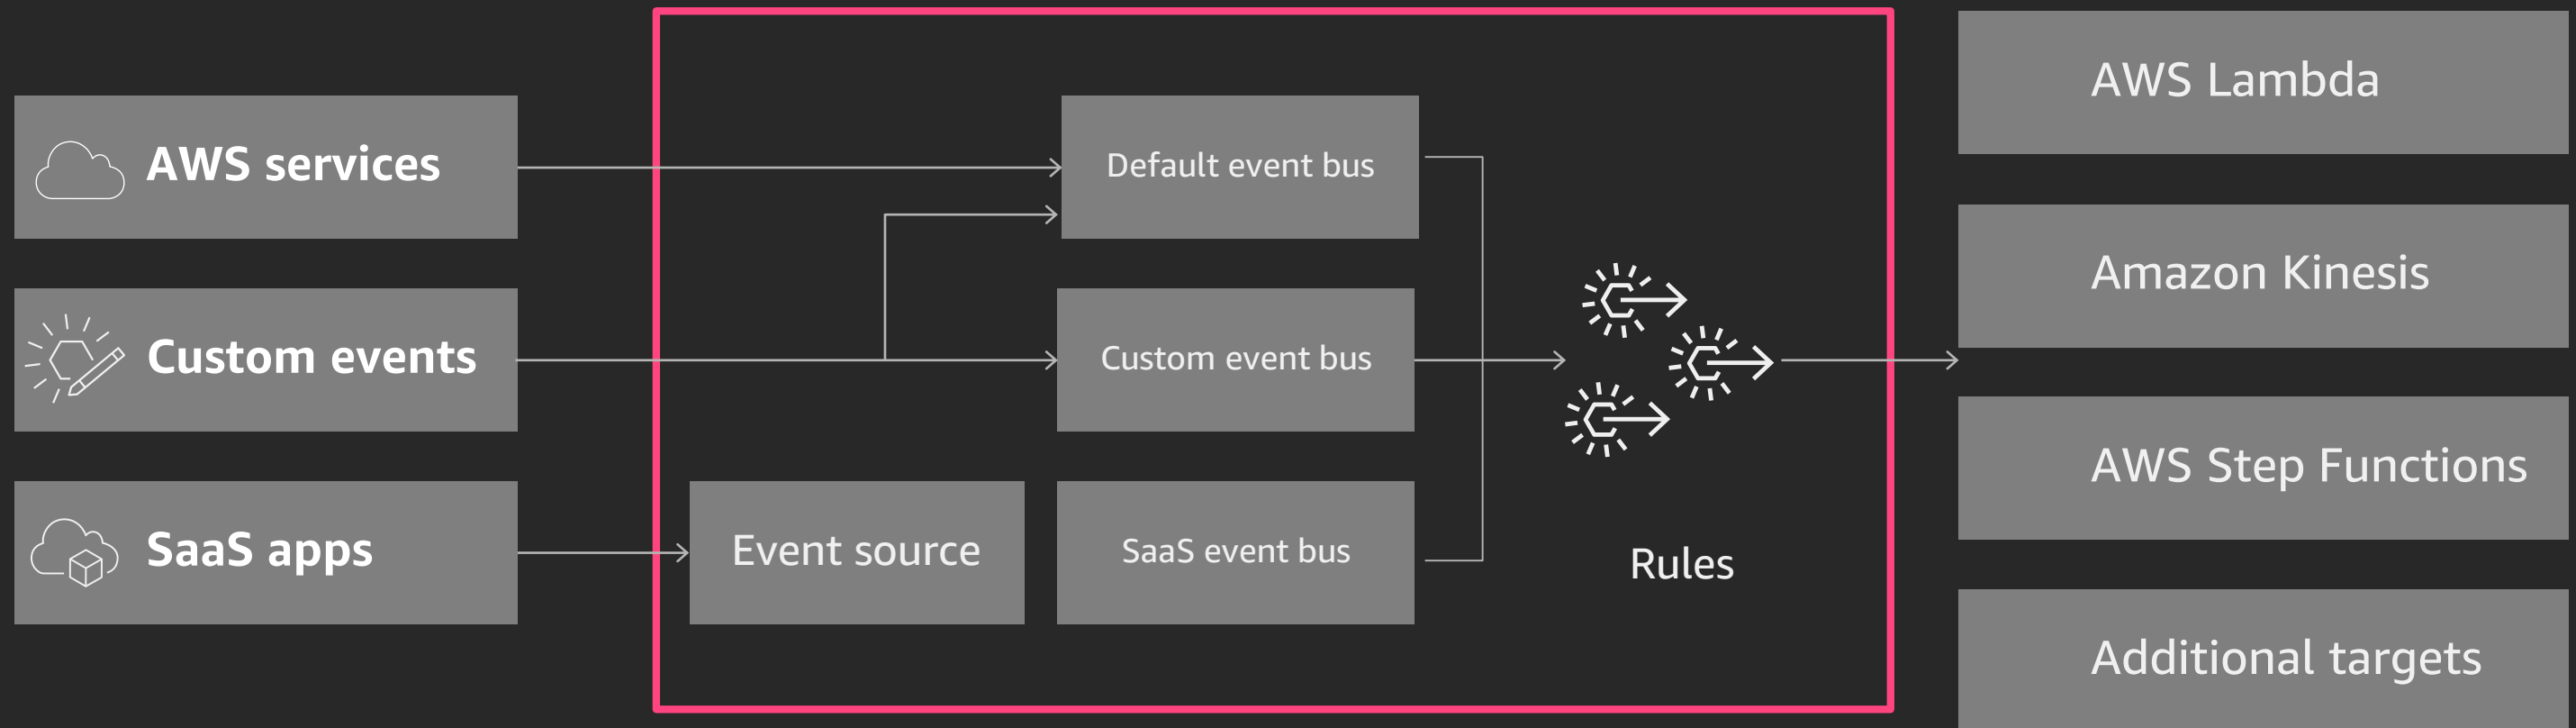 AWS services
Custom events
SaaS apps
Default event bus
Custom event bus
Event source
SaaS event bus
Rules
AWS Lambda
Amazon Kinesis
AWS Step Functions
Additional targets